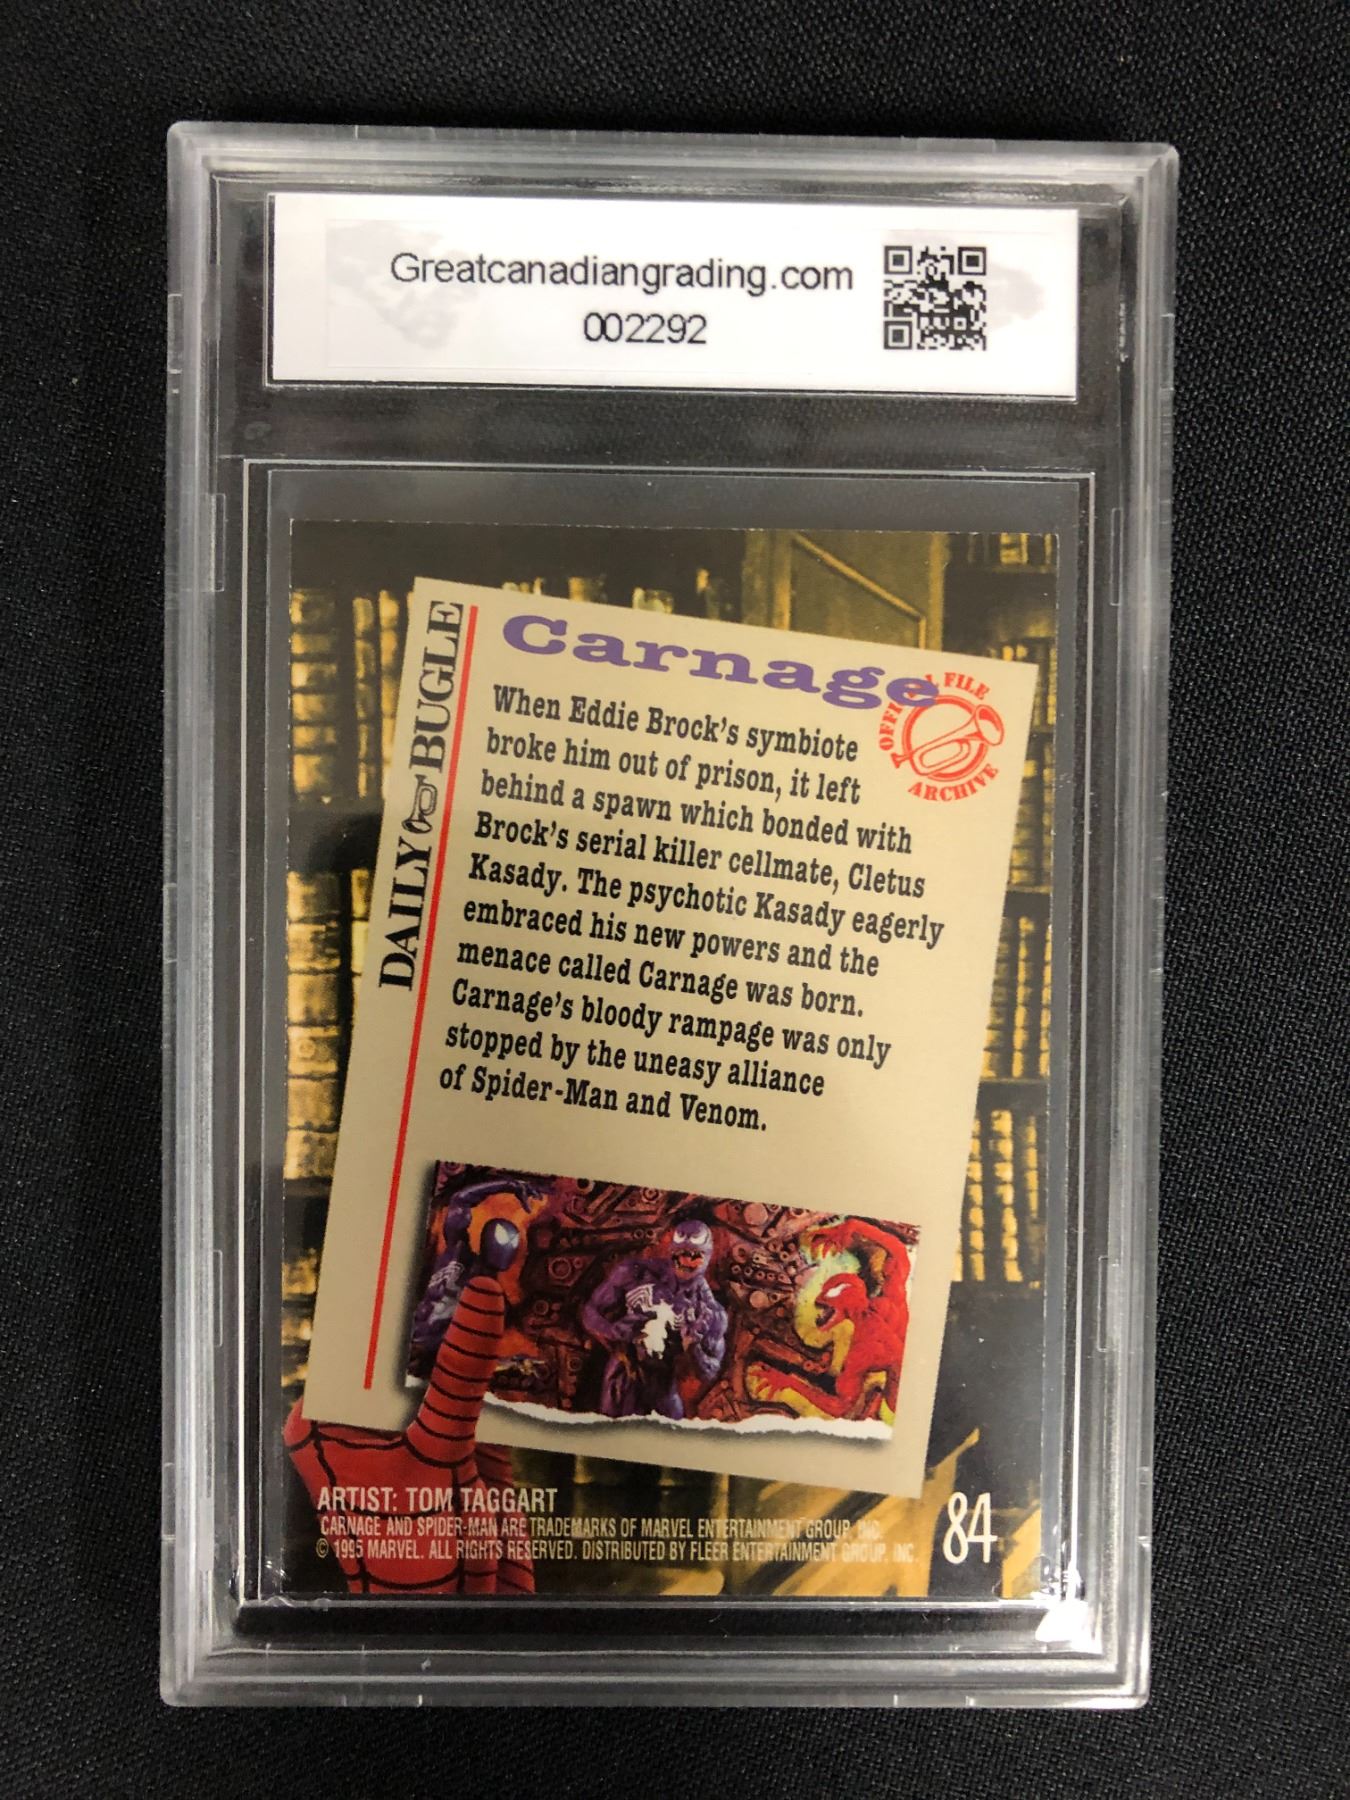 Greatcanadiangrading.com
002292
DAILY BUGLE
Carnage
OFFICIAL FILE
ARCHIVE
When Eddie Brock's symbiote
broke him out of prison, it left
behind a spawn which bonded with
Brock's serial killer cellmate, Cletus
Kasady. The psychotic Kasady eagerly
embraced his new powers and the
menace called Carnage was born.
Carnage's bloody rampage was only
stopped by the uneasy alliance
of Spider-Man and Venom.
ARTIST: TOM TAGGART
CARNAGE AND SPIDER-MAN ARE TRADEMARKS OF MARVEL ENTERTAINMENT GROUP, INC.
© 1995 MARVEL. ALL RIGHTS RESERVED. DISTRIBUTED BY FLEER ENTERTAINMENT GROUP, INC.
84